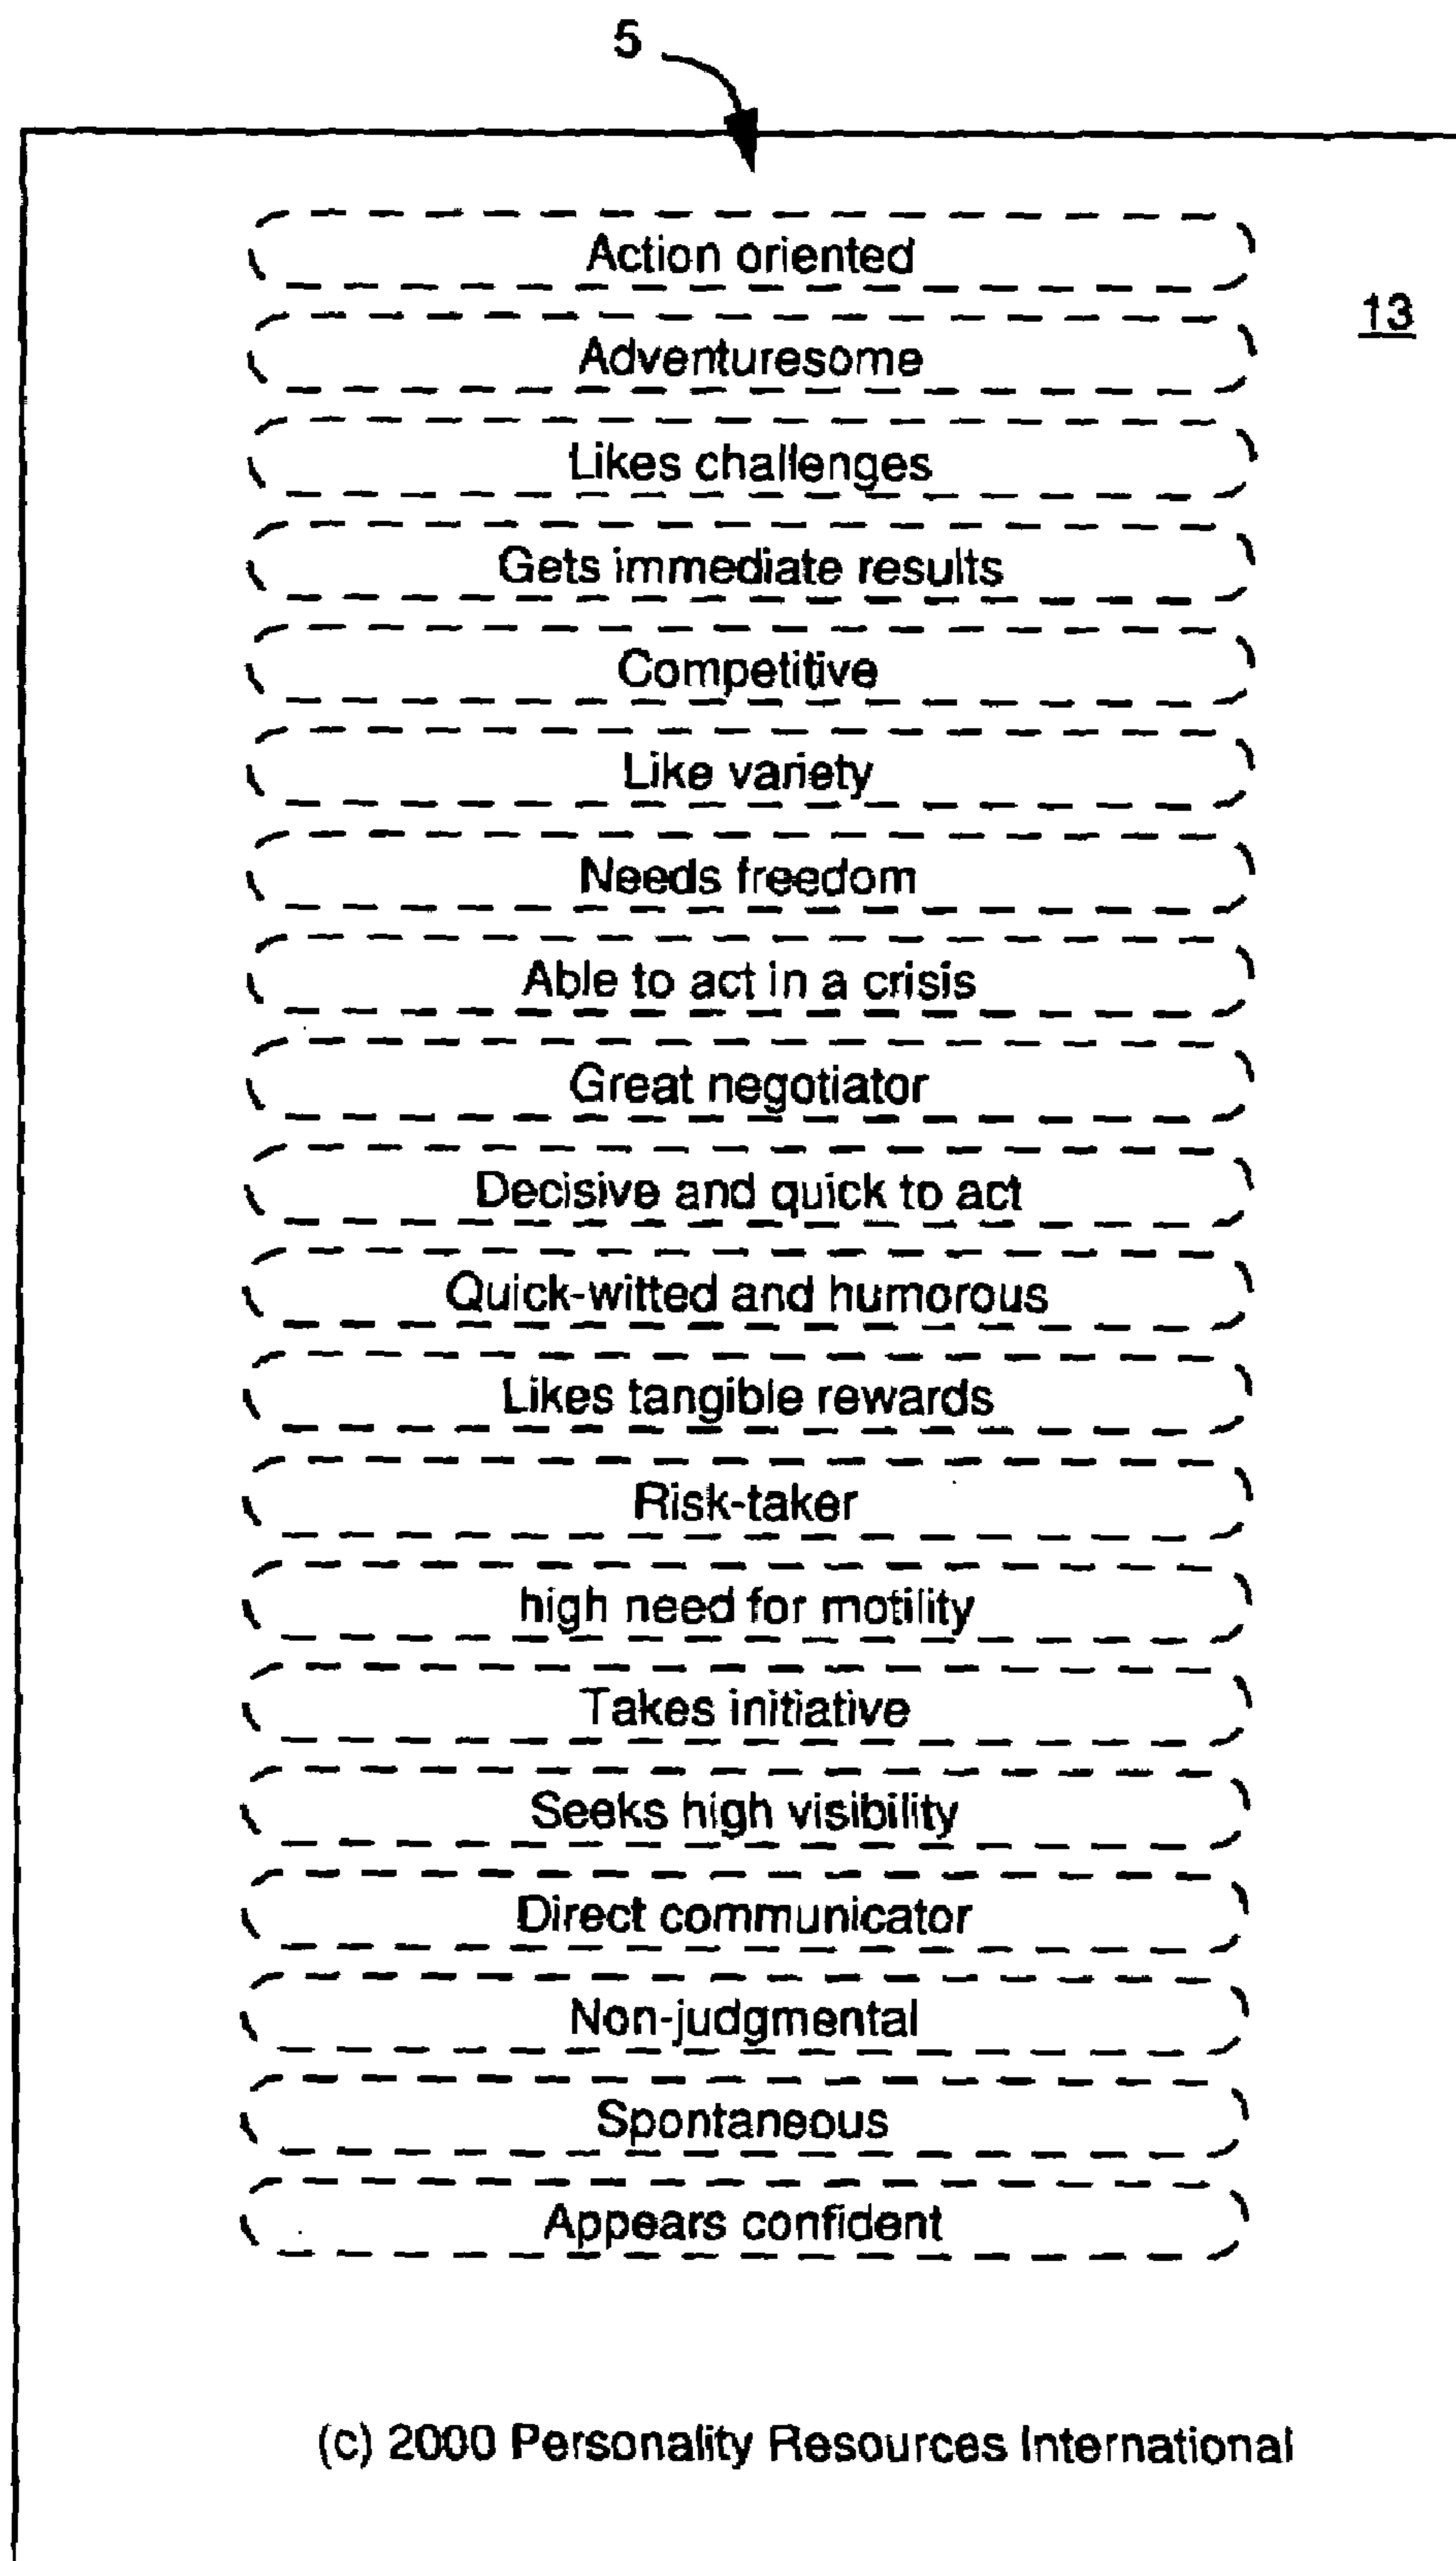 5
Action oriented
13
Adventuresome
Likes challenges
Gets immediate results
Competitive
Like variety
Needs freedom
Able to act in a crisis
Great negotiator
Decisive and quick to act
Quick-witted and humorous
Likes tangible rewards
Risk-taker
high need for motility
Takes initiative
Seeks high visibility
Direct communicator
Non-judgmental
Spontaneous
Appears confident
(c) 2000 Personality Resources International